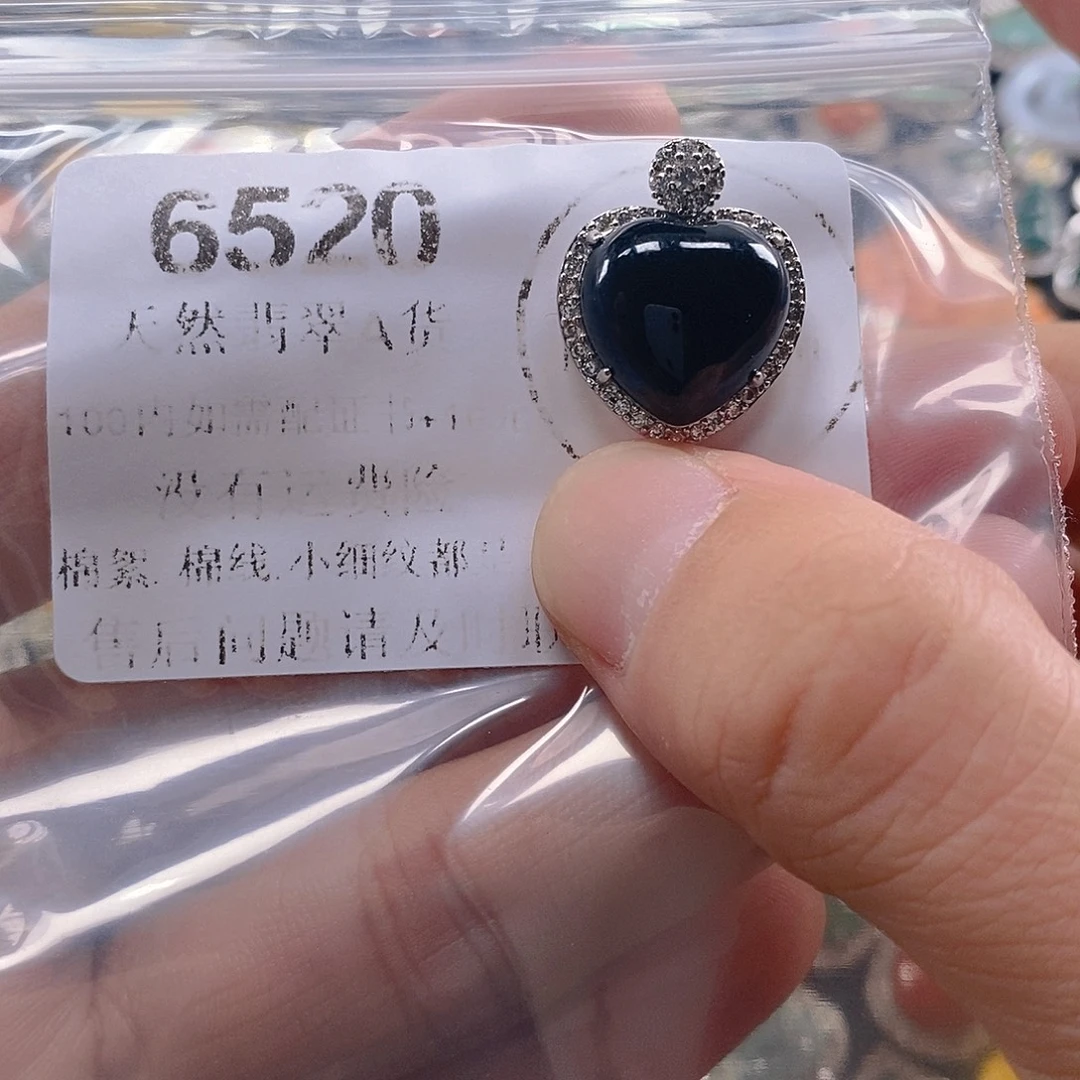 6520
天然翡翠A货
100内如需配证
没有运费险
棉絮.棉线.小细纹都
售后问题请及